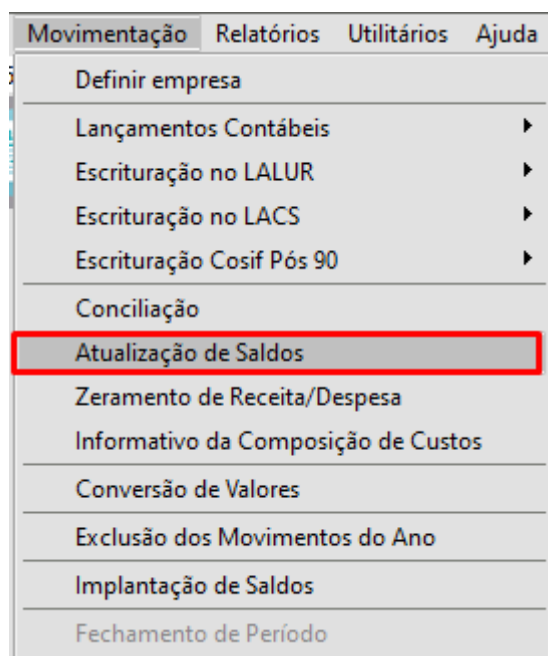 Movimentação Relatórios Utilitários Ajuda
Definir empresa
Lançamentos Contábeis
Escrituração no LALUR
Escrituração no LACS
Escrituração Cosif Pós 90
Conciliação
Atualização de Saldos
Zeramento de Receita/Despesa
Informativo da Composição de Custos
Conversão de Valores
Exclusão dos Movimentos do Ano
Implantação de Saldos
Fechamento de Período